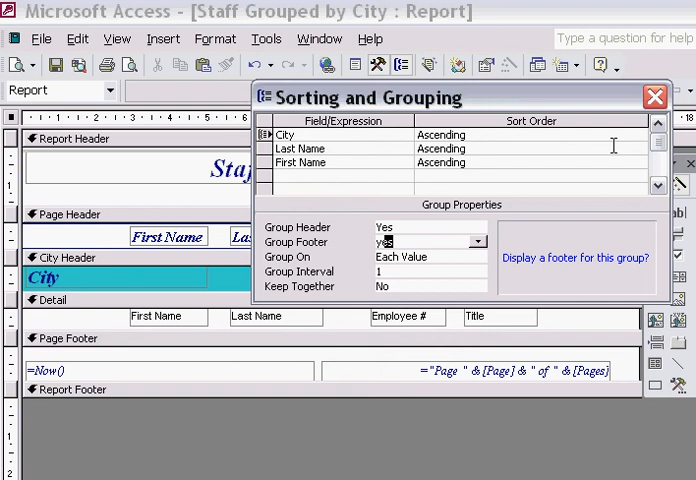 Microsoft Access - [Staff Grouped by City : Report]
File Edit View Insert Format Tools Window Help Type a question for help
Report
Sorting and Grouping
Field/Expression Sort Order
City Ascending
Last Name Ascending
First Name Ascending
Group Properties
Group Header Yes
Group Footer yes
Group On Each Value
Group Interval 1
Keep Together No
Display a footer for this group?
Report Header
Page Header
First Name
City Header
City
Detail
First Name Last Name Employee # Title
Page Footer
=Now() ="Page " & [Page] & " of " & [Pages]
Report Footer